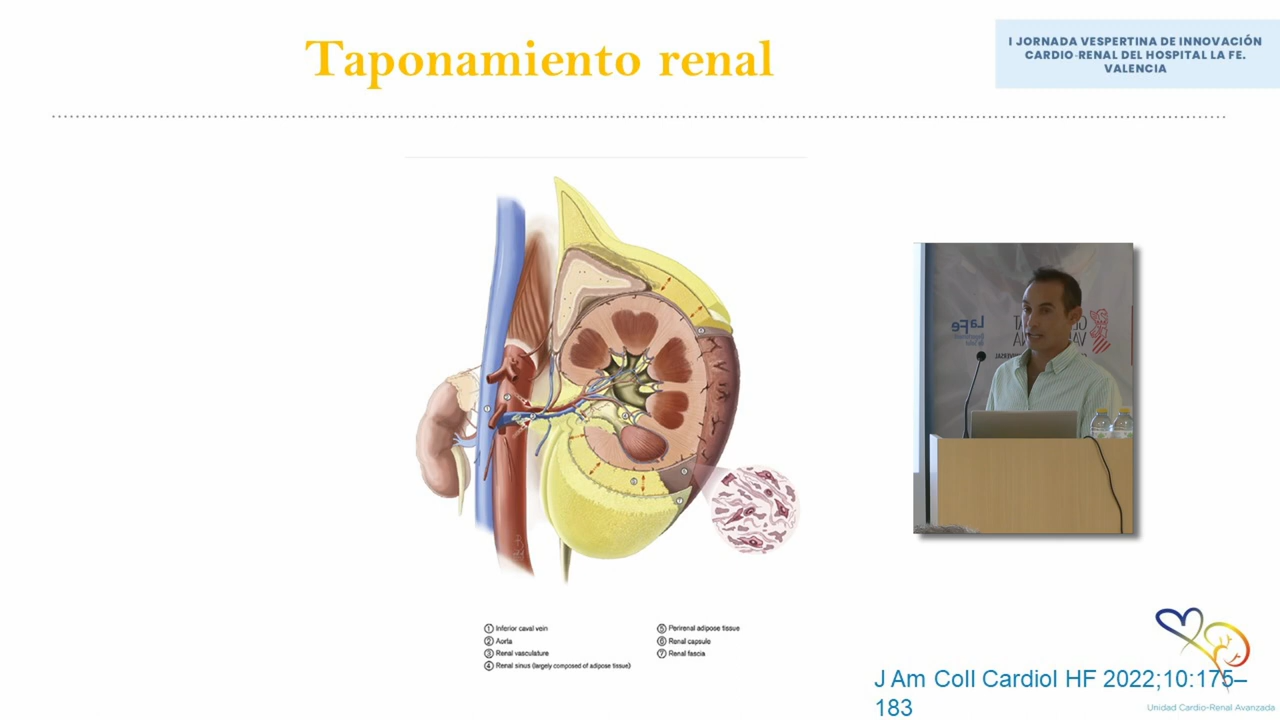 Taponamiento renal
I JORNADA VESPERTINA DE INNOVACIÓN
CARDIO-RENAL DEL HOSPITAL LA FE.
VALENCIA
LaFe
① Inferior caval vein
② Aorta
③ Renal vasculature
④ Renal sinus (largely composed of adipose tissue)
⑤ Perirenal adipose tissue
⑥ Renal capsule
⑦ Renal fascia
J Am Coll Cardiol HF 2022;10:175–
183
Unidad Cardio-Renal Avanzada